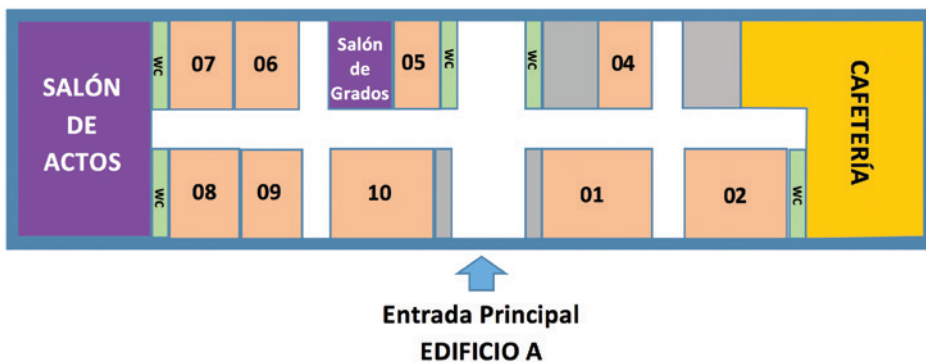 SALÓN
DE
ACTOS
WC
07
06
Salón
de
Grados
05
WC
WC
04
CAFETERÍA
WC
08
09
10
01
02
WC
Entrada Principal
EDIFICIO A